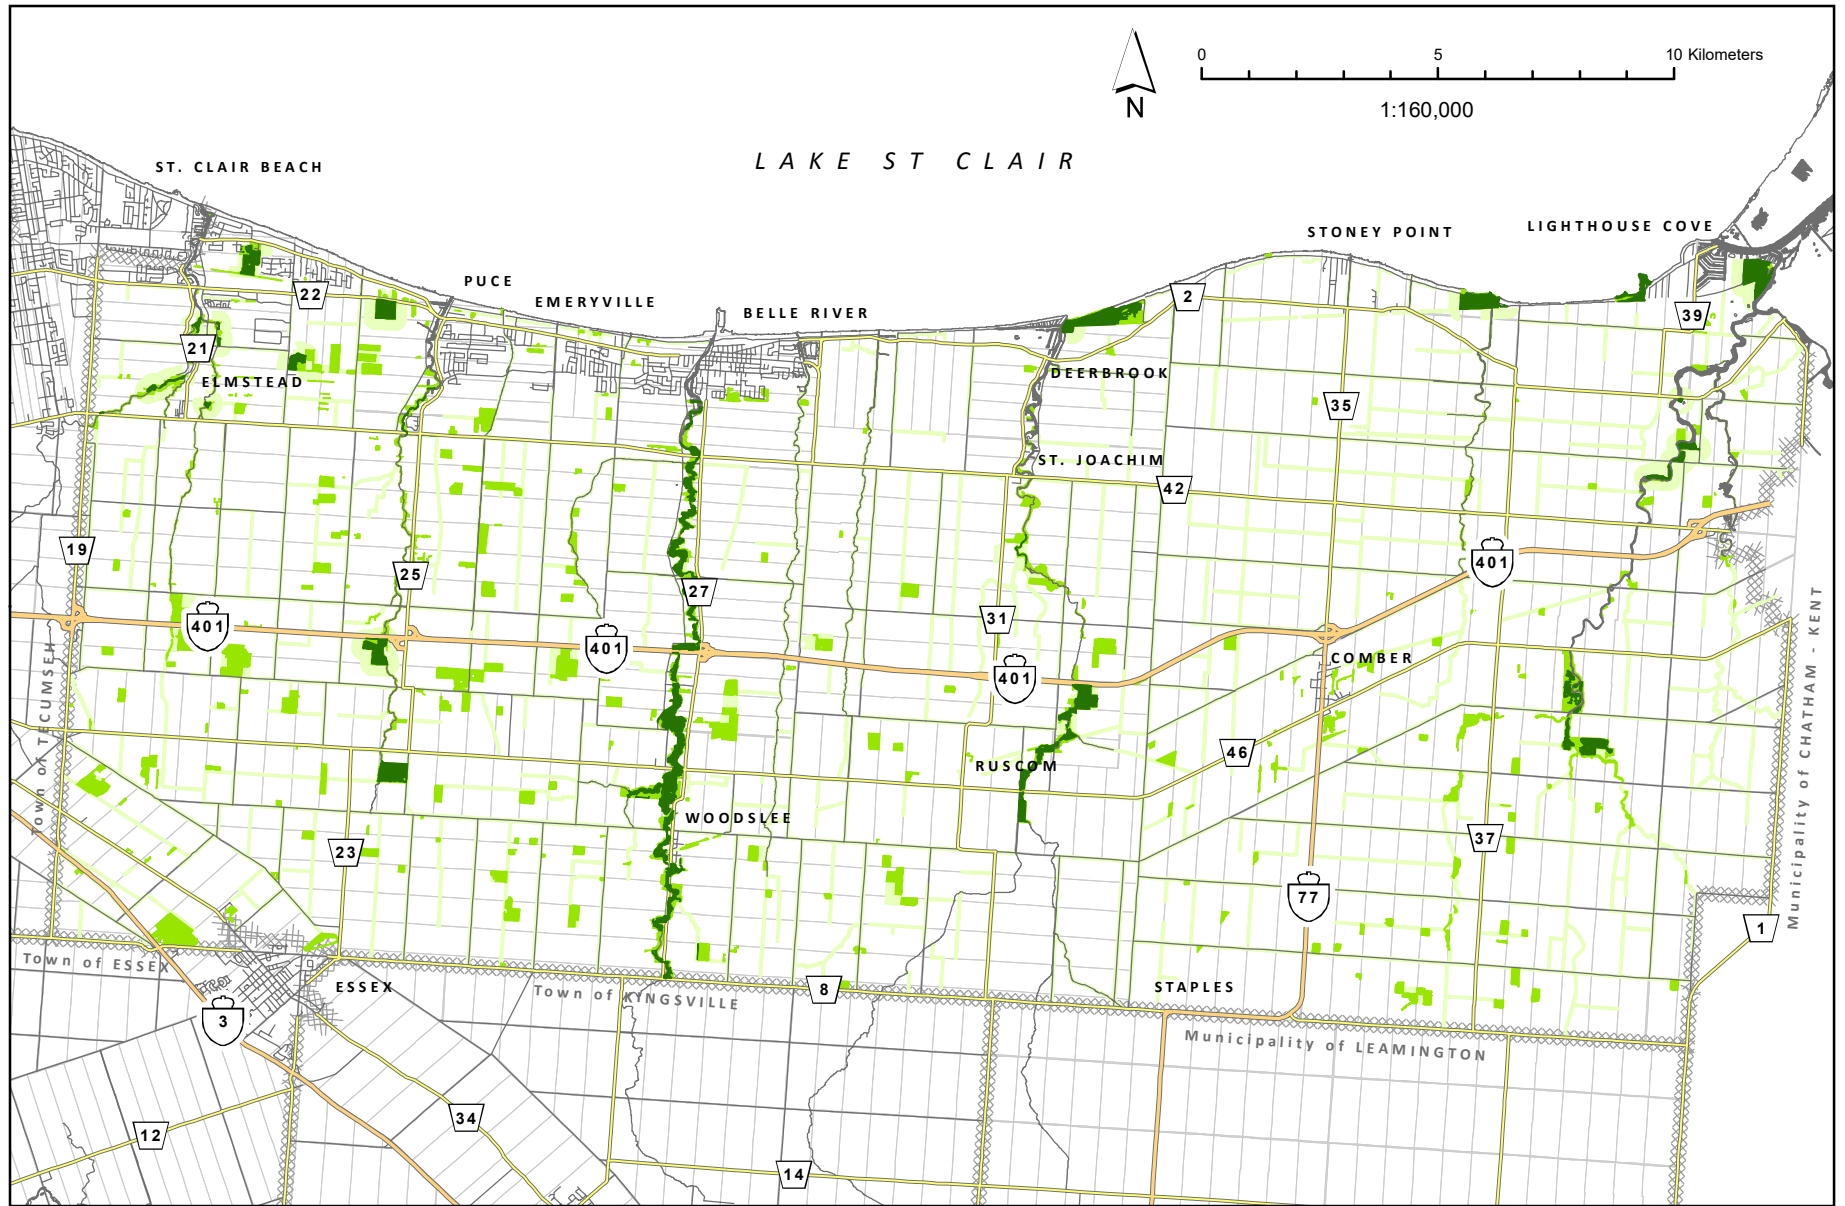 0 5 10 Kilometers
1:160,000
N
LAKE ST CLAIR
ST. CLAIR BEACH
STONEY POINT
LIGHTHOUSE COVE
PUCE
EMERYVILLE
BELLE RIVER
22
2
39
21
ELMSTEAD
DEERBROOK
35
ST. JOACHIM
42
19
25
27
401
31
401
401
401
COMBER
46
RUSCOM
WOODSLEE
23
37
77
1
Town of TECUMSEH
Municipality of CHATHAM - KENT
Town of ESSEX
ESSEX
Town of KINGSVILLE
8
STAPLES
3
Municipality of LEAMINGTON
34
12
14